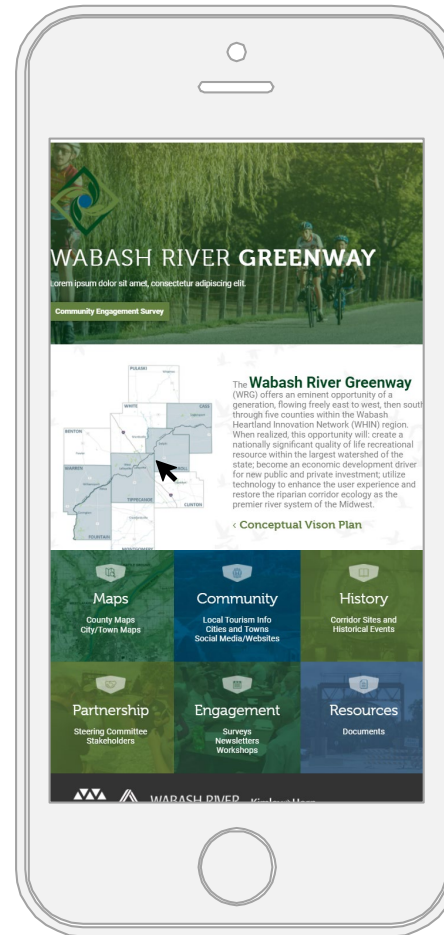 WABASH RIVER GREENWAY
Lorem ipsum dolor sit amet, consectetur adipiscing elit.
Community Engagement Survey
PULASKI
WHITE
CASS
BENTON
WARREN
TIPPECANOE
CLINTON
FOUNTAIN
MONTGOMERY
The Wabash River Greenway
(WRG) offers an eminent opportunity of a
generation, flowing freely east to west, then south
through five counties within the Wabash
Heartland Innovation Network (WHIN) region.
When realized, this opportunity will: create a
nationally significant quality of life recreational
resource within the largest watershed of the
state; become an economic development driver
for new public and private investment; utilize
technology to enhance the user experience and
restore the riparian corridor ecology as the
premier river system of the Midwest.
‹ Conceptual Vison Plan
Maps
County Maps
City/Town Maps
Community
Local Tourism Info
Cities and Towns
Social Media/Websites
History
Corridor Sites and
Historical Events
Partnership
Steering Committee
Stakeholders
Engagement
Surveys
Newsletters
Workshops
Resources
Documents
WABASH RIVER